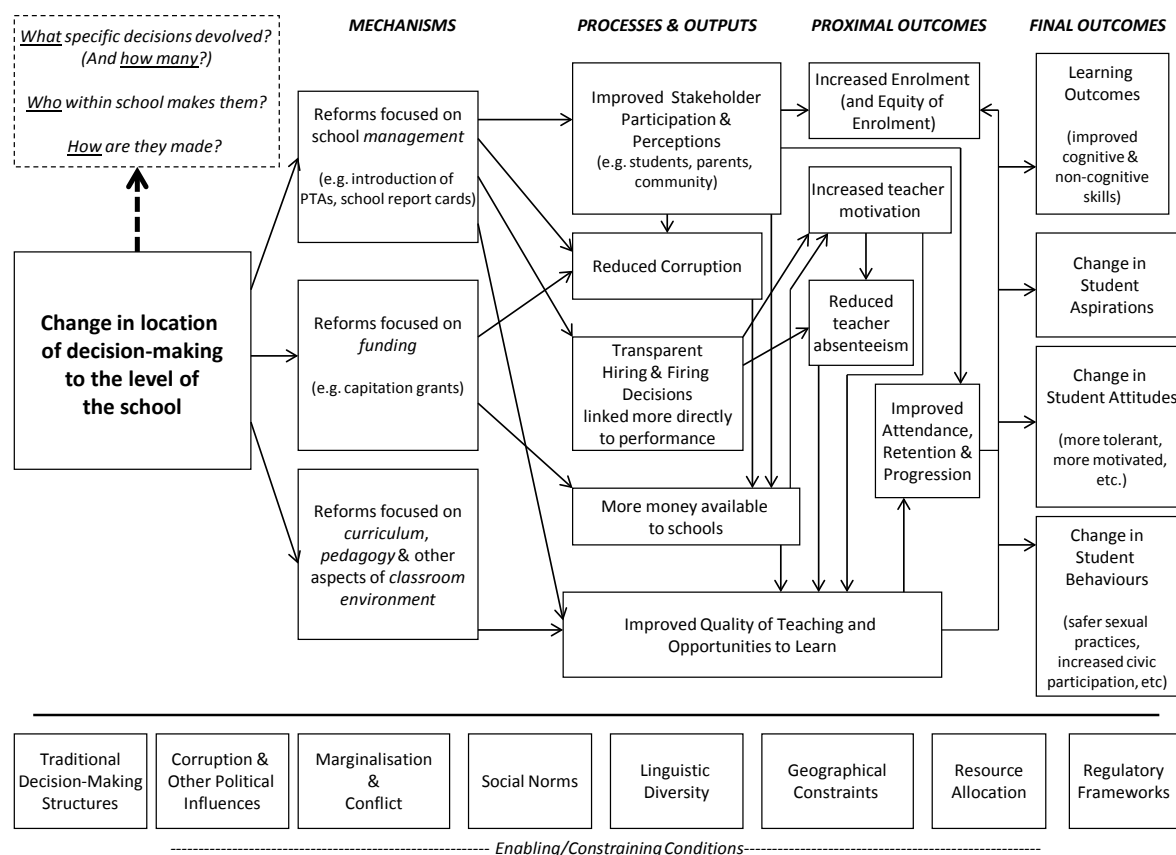 What specific decisions devolved?
(And how many?)
Who within school makes them?
How are they made?
Change in location
of decision-making
to the level of
the school
MECHANISMS
Reforms focused on
school management
(e.g. introduction of
PTAs, school report cards)
Reforms focused on
funding
(e.g. capitation grants)
Reforms focused on
curriculum,
pedagogy & other
aspects of classroom
environment
PROCESSES & OUTPUTS
Improved Stakeholder
Participation &
Perceptions
(e.g. students, parents,
community)
Reduced Corruption
Transparent
Hiring & Firing
Decisions
linked more directly
to performance
More money available
to schools
Improved Quality of Teaching and
Opportunities to Learn
PROXIMAL OUTCOMES
Increased Enrolment
(and Equity of
Enrolment)
Increased teacher
motivation
Reduced
teacher
absenteeism
Improved
Attendance,
Retention &
Progression
FINAL OUTCOMES
Learning
Outcomes
(improved
cognitive &
non-cognitive
skills)
Change in
Student
Aspirations
Change in
Student Attitudes
(more tolerant,
more motivated,
etc.)
Change in
Student
Behaviours
(safer sexual
practices,
increased civic
participation, etc)
Traditional
Decision-Making
Structures
Corruption &
Other Political
Influences
Marginalisation
&
Conflict
Social Norms
Linguistic
Diversity
Geographical
Constraints
Resource
Allocation
Regulatory
Frameworks
Enabling/Constraining Conditions